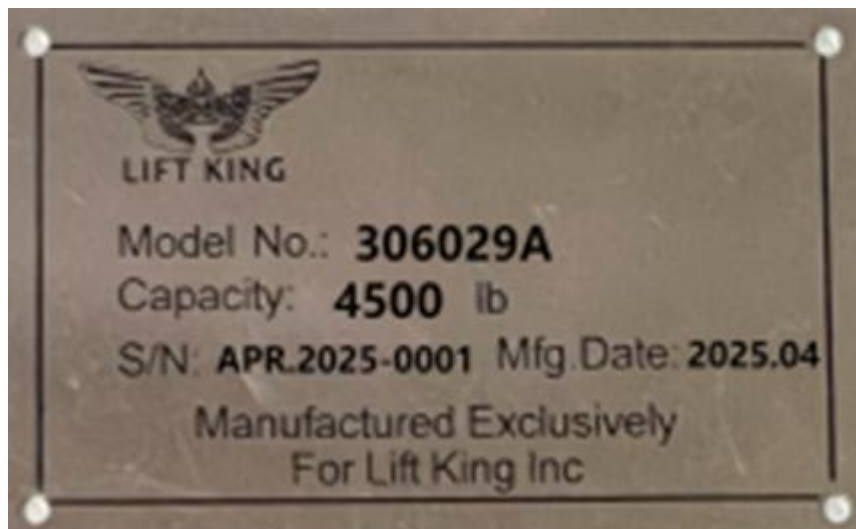 LIFT KING
Model No.: 306029A
Capacity: 4500 lb
S/N: APR.2025-0001 Mfg.Date: 2025.04
Manufactured Exclusively
For Lift King Inc